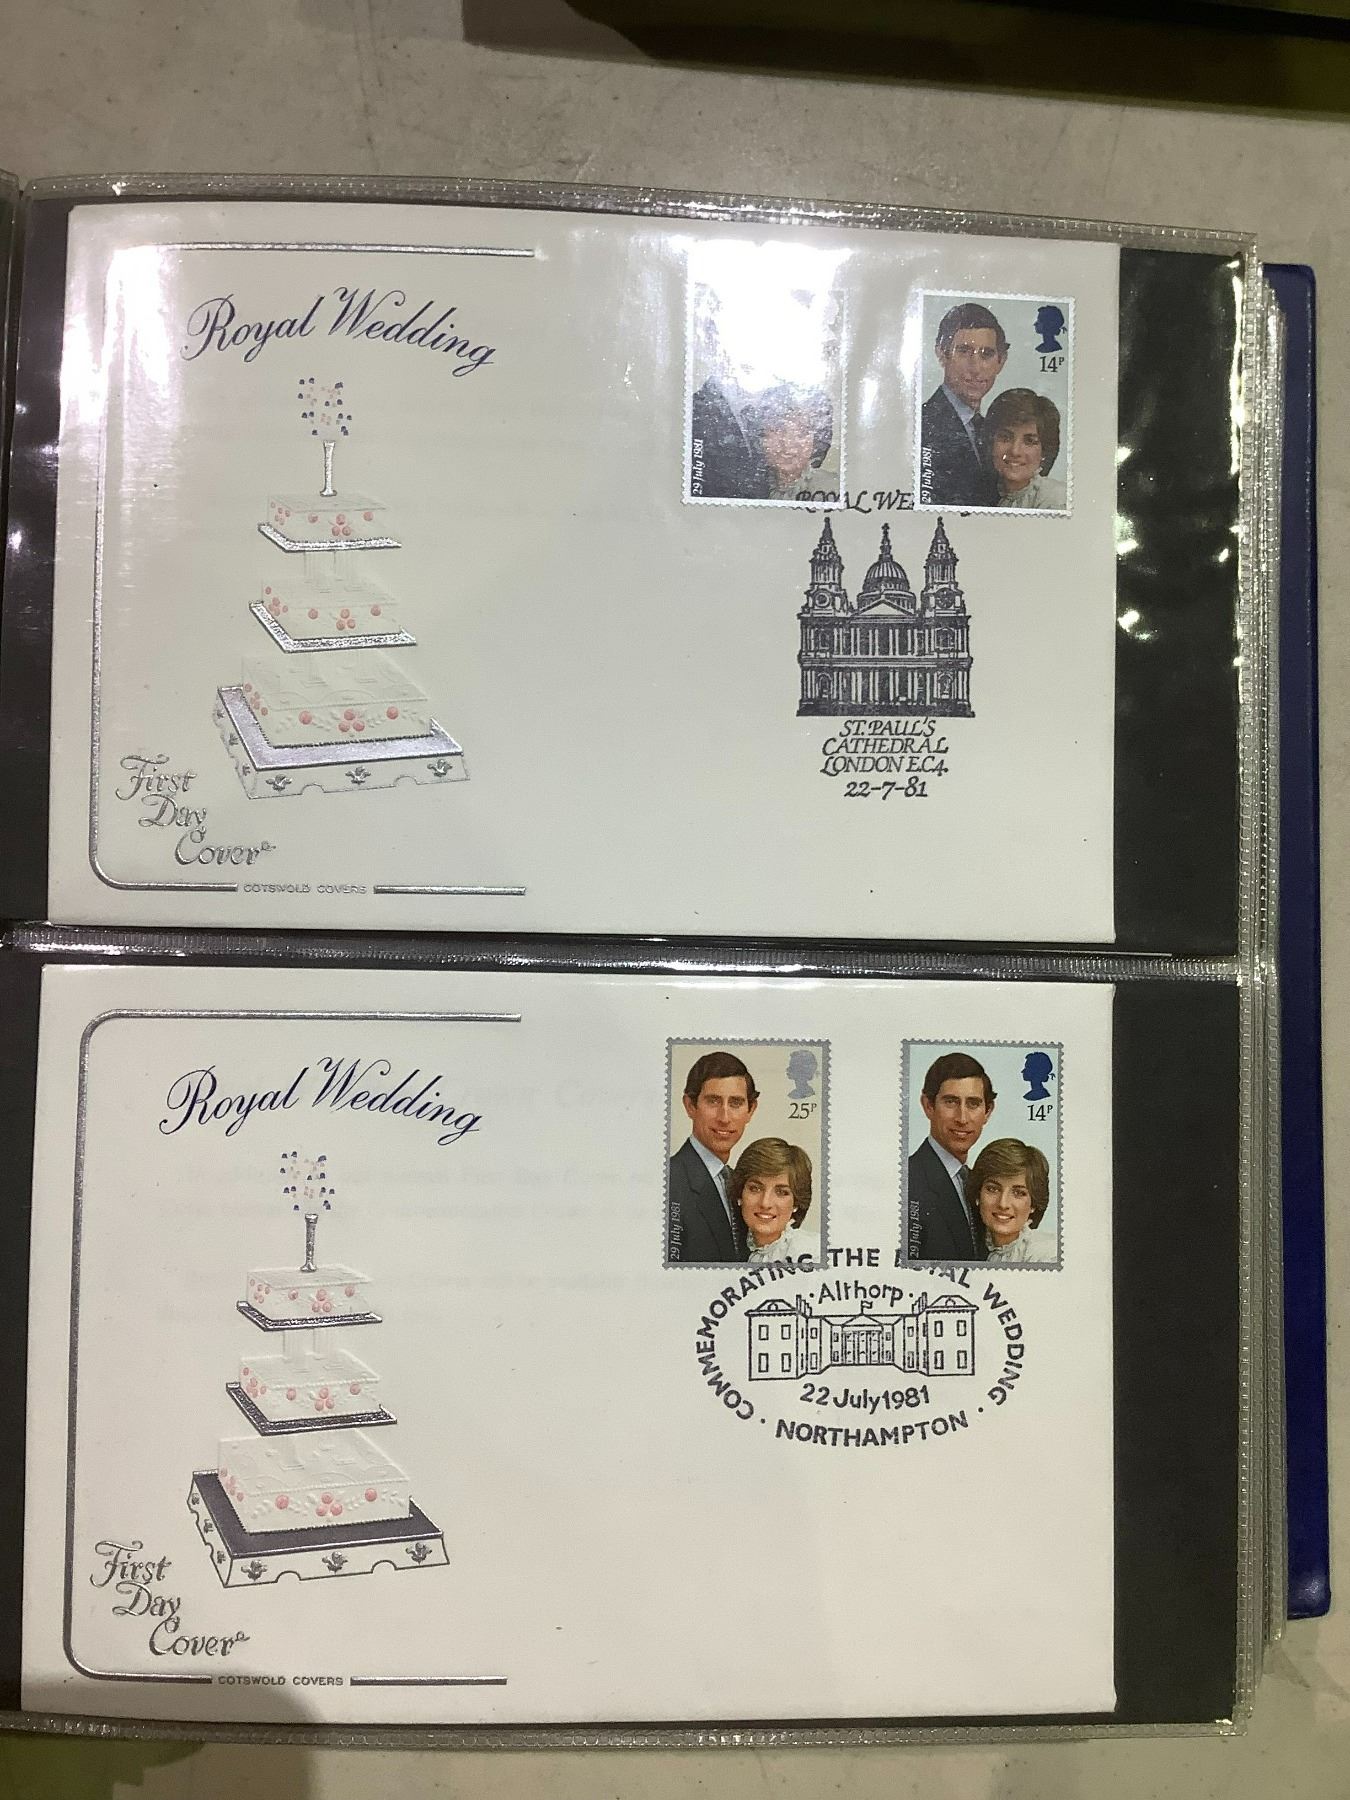 Royal Wedding
14P
29 July 1981
29 July 1981
ROYAL
ST. PAUL'S
CATHEDRAL
LONDON E.C.4.
22-7-81
First
Day
Cover
COTSWOLD COVERS
Royal Wedding
25P
14P
29 July 1981
29 July 1981
COMMEMORATING THE ROYAL WEDDING
· Althorp ·
22 July 1981
· NORTHAMPTON ·
First
Day
Cover
COTSWOLD COVERS